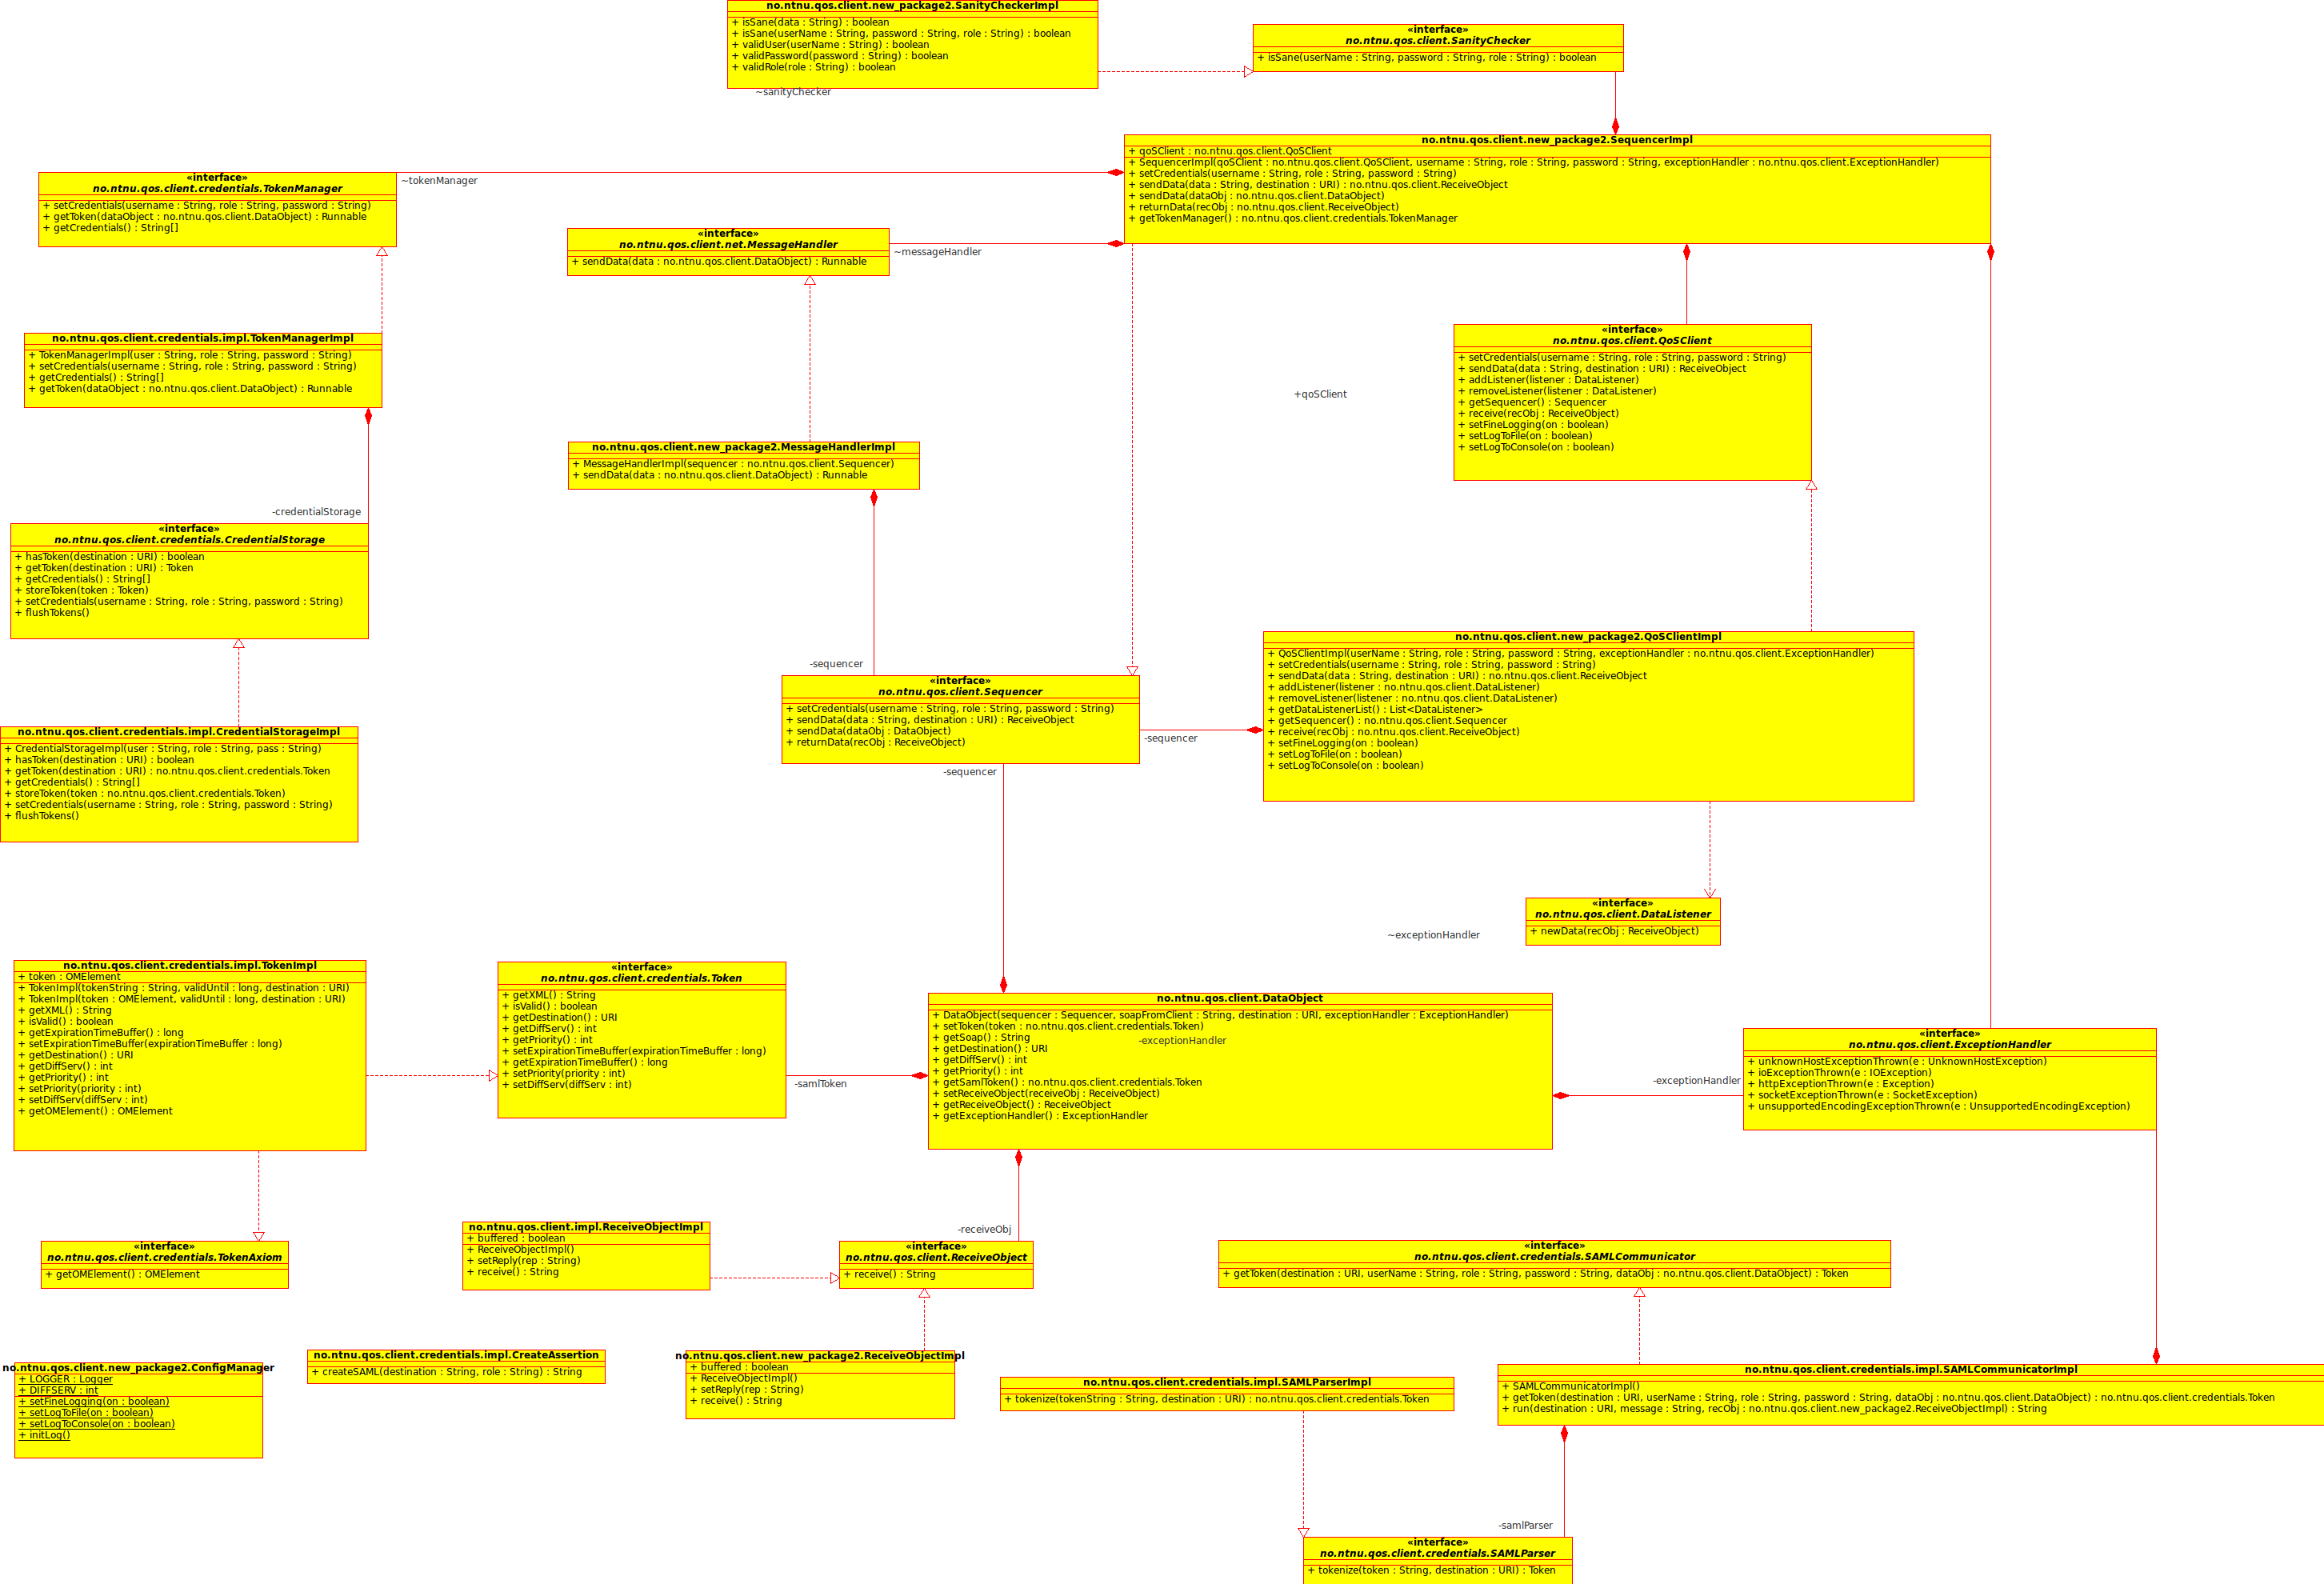 no.ntnu.qos.client.new_package2.SanityCheckerImpl
+ isSane(data : String) : boolean
+ isSane(userName : String, password : String, role : String) : boolean
+ validUser(userName : String) : boolean
+ validPassword(password : String) : boolean
+ validRole(role : String) : boolean
~sanityChecker
«interface»
no.ntnu.qos.client.SanityChecker
+ isSane(userName : String, password : String, role : String) : boolean
no.ntnu.qos.client.new_package2.SequencerImpl
+ qoSClient : no.ntnu.qos.client.QoSClient
+ SequencerImpl(qoSClient : no.ntnu.qos.client.QoSClient, username : String, role : String, password : String, exceptionHandler : no.ntnu.qos.client.ExceptionHandler)
+ setCredentials(username : String, role : String, password : String)
+ sendData(data : String, destination : URI) : no.ntnu.qos.client.ReceiveObject
+ sendData(dataObj : no.ntnu.qos.client.DataObject)
+ returnData(recObj : no.ntnu.qos.client.ReceiveObject)
+ getTokenManager() : no.ntnu.qos.client.credentials.TokenManager
«interface»
no.ntnu.qos.client.credentials.TokenManager
+ setCredentials(username : String, role : String, password : String)
+ getToken(dataObject : no.ntnu.qos.client.DataObject) : Runnable
+ getCredentials() : String[]
~tokenManager
«interface»
no.ntnu.qos.client.net.MessageHandler
+ sendData(data : no.ntnu.qos.client.DataObject) : Runnable
~messageHandler
no.ntnu.qos.client.credentials.impl.TokenManagerImpl
+ TokenManagerImpl(user : String, role : String, password : String)
+ setCredentials(username : String, role : String, password : String)
+ getCredentials() : String[]
+ getToken(dataObject : no.ntnu.qos.client.DataObject) : Runnable
+qoSClient
«interface»
no.ntnu.qos.client.QoSClient
+ setCredentials(username : String, role : String, password : String)
+ sendData(data : String, destination : URI) : ReceiveObject
+ addListener(listener : DataListener)
+ removeListener(listener : DataListener)
+ getSequencer() : Sequencer
+ receive(recObj : ReceiveObject)
+ setFineLogging(on : boolean)
+ setLogToFile(on : boolean)
+ setLogToConsole(on : boolean)
no.ntnu.qos.client.new_package2.MessageHandlerImpl
+ MessageHandlerImpl(sequencer : no.ntnu.qos.client.Sequencer)
+ sendData(data : no.ntnu.qos.client.DataObject) : Runnable
-credentialStorage
«interface»
no.ntnu.qos.client.credentials.CredentialStorage
+ hasToken(destination : URI) : boolean
+ getToken(destination : URI) : Token
+ getCredentials() : String[]
+ storeToken(token : Token)
+ setCredentials(username : String, role : String, password : String)
+ flushTokens()
-sequencer
«interface»
no.ntnu.qos.client.Sequencer
+ setCredentials(username : String, role : String, password : String)
+ sendData(data : String, destination : URI) : ReceiveObject
+ sendData(dataObj : DataObject)
+ returnData(recObj : ReceiveObject)
-sequencer
-sequencer
no.ntnu.qos.client.new_package2.QoSClientImpl
+ QoSClientImpl(userName : String, role : String, password : String, exceptionHandler : no.ntnu.qos.client.ExceptionHandler)
+ setCredentials(username : String, role : String, password : String)
+ sendData(data : String, destination : URI) : no.ntnu.qos.client.ReceiveObject
+ addListener(listener : no.ntnu.qos.client.DataListener)
+ removeListener(listener : no.ntnu.qos.client.DataListener)
+ getDataListenerList() : List<DataListener>
+ getSequencer() : no.ntnu.qos.client.Sequencer
+ receive(recObj : no.ntnu.qos.client.ReceiveObject)
+ setFineLogging(on : boolean)
+ setLogToFile(on : boolean)
+ setLogToConsole(on : boolean)
no.ntnu.qos.client.credentials.impl.CredentialStorageImpl
+ CredentialStorageImpl(user : String, role : String, pass : String)
+ hasToken(destination : URI) : boolean
+ getToken(destination : URI) : no.ntnu.qos.client.credentials.Token
+ getCredentials() : String[]
+ storeToken(token : no.ntnu.qos.client.credentials.Token)
+ setCredentials(username : String, role : String, password : String)
+ flushTokens()
«interface»
no.ntnu.qos.client.DataListener
+ newData(recObj : ReceiveObject)
~exceptionHandler
no.ntnu.qos.client.credentials.impl.TokenImpl
+ token : OMElement
+ TokenImpl(tokenString : String, validUntil : long, destination : URI)
+ TokenImpl(token : OMElement, validUntil : long, destination : URI)
+ getXML() : String
+ isValid() : boolean
+ getExpirationTimeBuffer() : long
+ setExpirationTimeBuffer(expirationTimeBuffer : long)
+ getDestination() : URI
+ getDiffServ() : int
+ getPriority() : int
+ setPriority(priority : int)
+ setDiffServ(diffServ : int)
+ getOMElement() : OMElement
«interface»
no.ntnu.qos.client.credentials.Token
+ getXML() : String
+ isValid() : boolean
+ getDestination() : URI
+ getDiffServ() : int
+ getPriority() : int
+ setExpirationTimeBuffer(expirationTimeBuffer : long)
+ getExpirationTimeBuffer() : long
+ setPriority(priority : int)
+ setDiffServ(diffServ : int)
-samlToken
no.ntnu.qos.client.DataObject
+ DataObject(sequencer : Sequencer, soapFromClient : String, destination : URI, exceptionHandler : ExceptionHandler)
+ setToken(token : no.ntnu.qos.client.credentials.Token)
+ getSoap() : String
+ getDestination() : URI
+ getDiffServ() : int
+ getPriority() : int
+ getSamlToken() : no.ntnu.qos.client.credentials.Token
+ setReceiveObject(receiveObj : ReceiveObject)
+ getReceiveObject() : ReceiveObject
+ getExceptionHandler() : ExceptionHandler
-exceptionHandler
-exceptionHandler
«interface»
no.ntnu.qos.client.ExceptionHandler
+ unknownHostExceptionThrown(e : UnknownHostException)
+ ioExceptionThrown(e : IOException)
+ httpExceptionThrown(e : Exception)
+ socketExceptionThrown(e : SocketException)
+ unsupportedEncodingExceptionThrown(e : UnsupportedEncodingException)
«interface»
no.ntnu.qos.client.credentials.TokenAxiom
+ getOMElement() : OMElement
no.ntnu.qos.client.impl.ReceiveObjectImpl
+ buffered : boolean
+ ReceiveObjectImpl()
+ setReply(rep : String)
+ receive() : String
-receiveObj
«interface»
no.ntnu.qos.client.ReceiveObject
+ receive() : String
«interface»
no.ntnu.qos.client.credentials.SAMLCommunicator
+ getToken(destination : URI, userName : String, role : String, password : String, dataObj : no.ntnu.qos.client.DataObject) : Token
no.ntnu.qos.client.new_package2.ConfigManager
+ LOGGER : Logger
+ DIFFSERV : int
+ setFineLogging(on : boolean)
+ setLogToFile(on : boolean)
+ setLogToConsole(on : boolean)
+ initLog()
no.ntnu.qos.client.credentials.impl.CreateAssertion
+ createSAML(destination : String, role : String) : String
no.ntnu.qos.client.new_package2.ReceiveObjectImpl
+ buffered : boolean
+ ReceiveObjectImpl()
+ setReply(rep : String)
+ receive() : String
no.ntnu.qos.client.credentials.impl.SAMLParserImpl
+ tokenize(tokenString : String, destination : URI) : no.ntnu.qos.client.credentials.Token
no.ntnu.qos.client.credentials.impl.SAMLCommunicatorImpl
+ SAMLCommunicatorImpl()
+ getToken(destination : URI, userName : String, role : String, password : String, dataObj : no.ntnu.qos.client.DataObject) : no.ntnu.qos.client.credentials.Token
+ run(destination : URI, message : String, recObj : no.ntnu.qos.client.new_package2.ReceiveObjectImpl) : String
-samlParser
«interface»
no.ntnu.qos.client.credentials.SAMLParser
+ tokenize(token : String, destination : URI) : Token